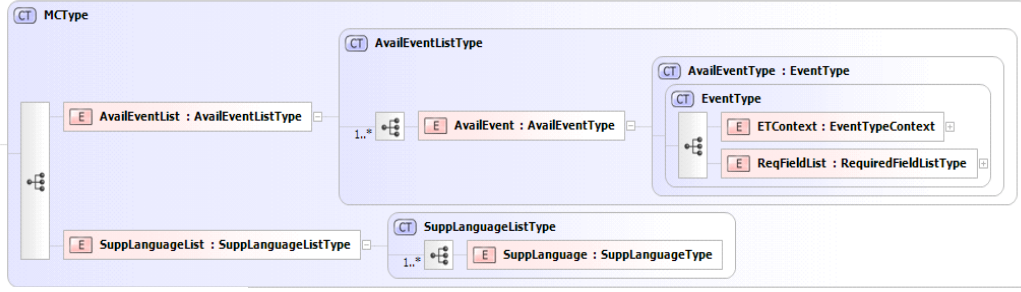 CT MCType
CT AvailEventListType
CT AvailEventType : EventType
CT EventType
E AvailEventList : AvailEventListType
1..*
E AvailEvent : AvailEventType
E ETContext : EventTypeContext
E ReqFieldList : RequiredFieldListType
CT SuppLanguageListType
E SuppLanguageList : SuppLanguageListType
1..*
E SuppLanguage : SuppLanguageType